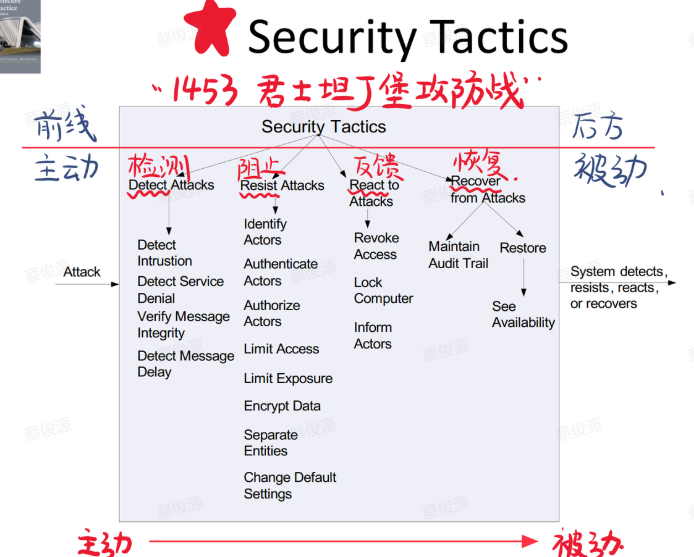 Security Tactics
"1453 君士坦丁堡攻防战"
前线
后方
Security Tactics
主动
被动
检测
阻止
反馈
恢复
Detect Attacks
Resist Attacks
React to
Attacks
Recover
from Attacks
Detect
Intrustion
Detect Service
Denial
Verify Message
Integrity
Detect Message
Delay
Identify
Actors
Authenticate
Actors
Authorize
Actors
Limit Access
Limit Exposure
Encrypt Data
Separate
Entities
Change Default
Settings
Revoke
Access
Lock
Computer
Inform
Actors
Maintain
Audit Trail
Restore
See
Availability
Attack
System detects,
resists, reacts,
or recovers
主动
被动
蔡俊源